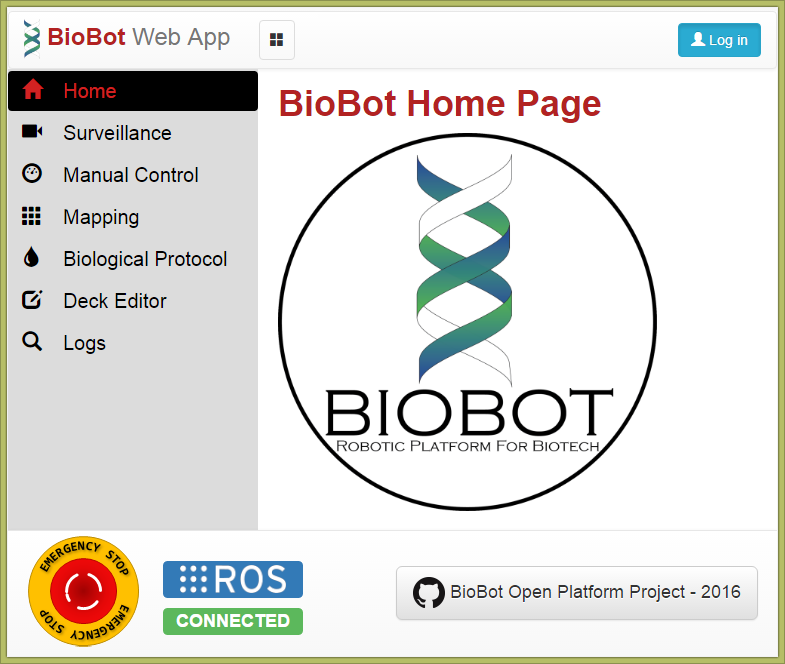 BioBot Web App
Log in
Home
Surveillance
Manual Control
Mapping
Biological Protocol
Deck Editor
Logs
BioBot Home Page
BIOBOT
ROBOTIC PLATFORM FOR BIOTECH
EMERGENCY STOP
EMERGENCY STOP
ROS
CONNECTED
BioBot Open Platform Project - 2016